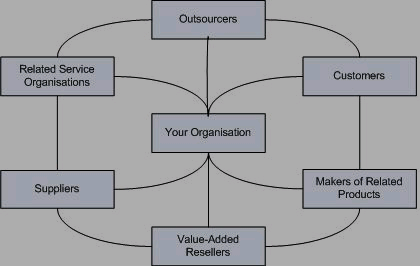 Outsourcers
Related Service
Organisations
Customers
Your Organisation
Suppliers
Makers of Related
Products
Value-Added
Resellers